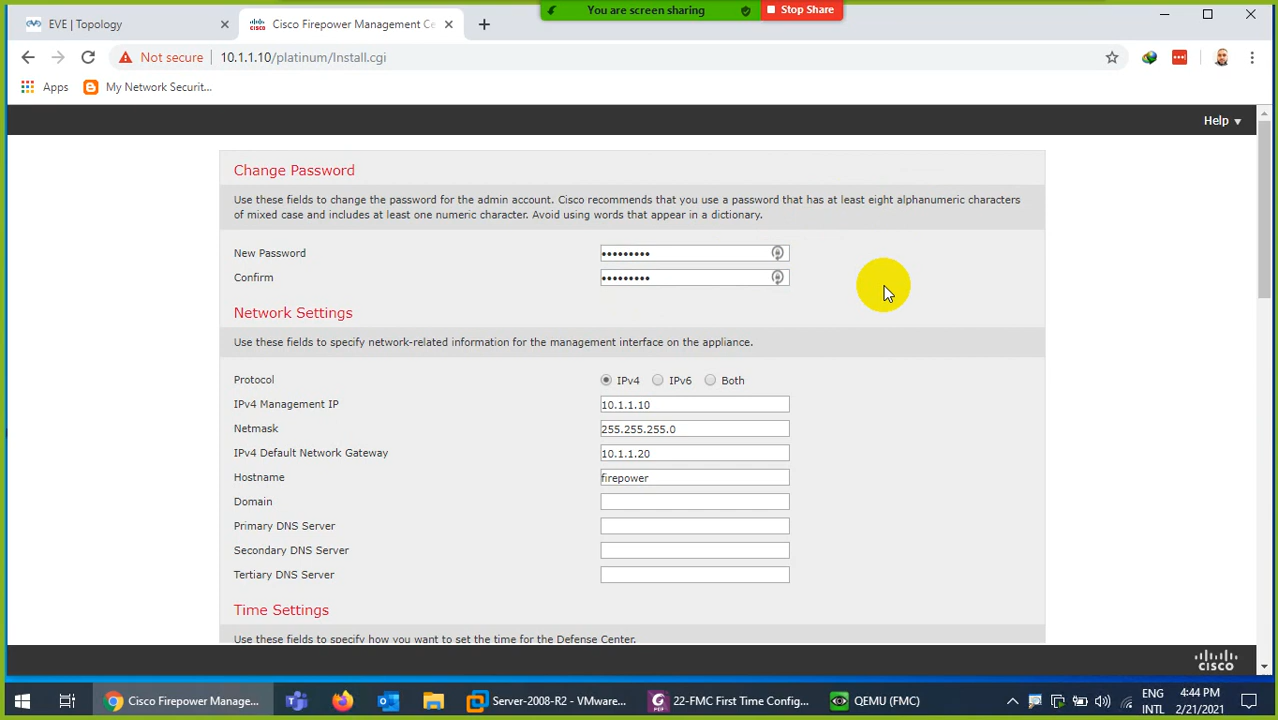 You are screen sharing
Stop Share
EVE | Topology
Cisco Firepower Management Ce
Not secure
10.1.1.10/platinum/Install.cgi
Apps
My Network Securit...
Help
Change Password
Use these fields to change the password for the admin account. Cisco recommends that you use a password that has at least eight alphanumeric characters
of mixed case and includes at least one numeric character. Avoid using words that appear in a dictionary.
New Password •••••••••
Confirm •••••••••
Network Settings
Use these fields to specify network-related information for the management interface on the appliance.
Protocol IPv4 IPv6 Both
IPv4 Management IP 10.1.1.10
Netmask 255.255.255.0
IPv4 Default Network Gateway 10.1.1.20
Hostname firepower
Domain
Primary DNS Server
Secondary DNS Server
Tertiary DNS Server
Time Settings
Use these fields to specify how you want to set the time for the Defense Center.
CISCO
Cisco Firepower Manage...
Server-2008-R2 - VMware...
22-FMC First Time Config...
QEMU (FMC)
ENG
INTL
4:44 PM
2/21/2021